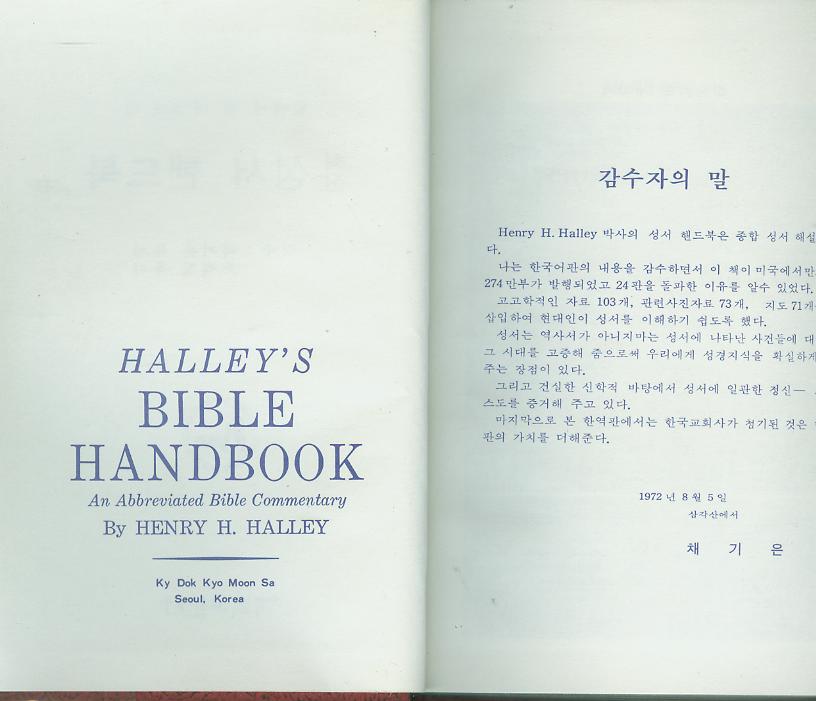 HALLEY'S
BIBLE
HANDBOOK
An Abbreviated Bible Commentary
By HENRY H. HALLEY
Ky Dok Kyo Moon Sa
Seoul, Korea
감수자의 말
Henry H. Halley 박사의 성서 핸드북은 종합 성서 해설
다.
나는 한국어판의 내용을 감수하면서 이 책이 미국에서만
274만부가 발행되었고 24판을 돌파한 이유를 알수 있었다.
고고학적인 자료 103개, 관련사진자료 73개, 지도 71개
삽입하여 현대인이 성서를 이해하기 쉽도록 했다.
성서는 역사서가 아니지마는 성서에 나타난 사건들에 대
그 시대를 고증해 줌으로써 우리에게 성경지식을 확실하게
주는 장점이 있다.
그리고 건실한 신학적 바탕에서 성서에 일관한 정신—
스도를 증거해 주고 있다.
마지막으로 본 한역판에서는 한국교회사가 첨기된 것은
판의 가치를 더해준다.
1972년 8월 5일
삼각산에서
채 기 은